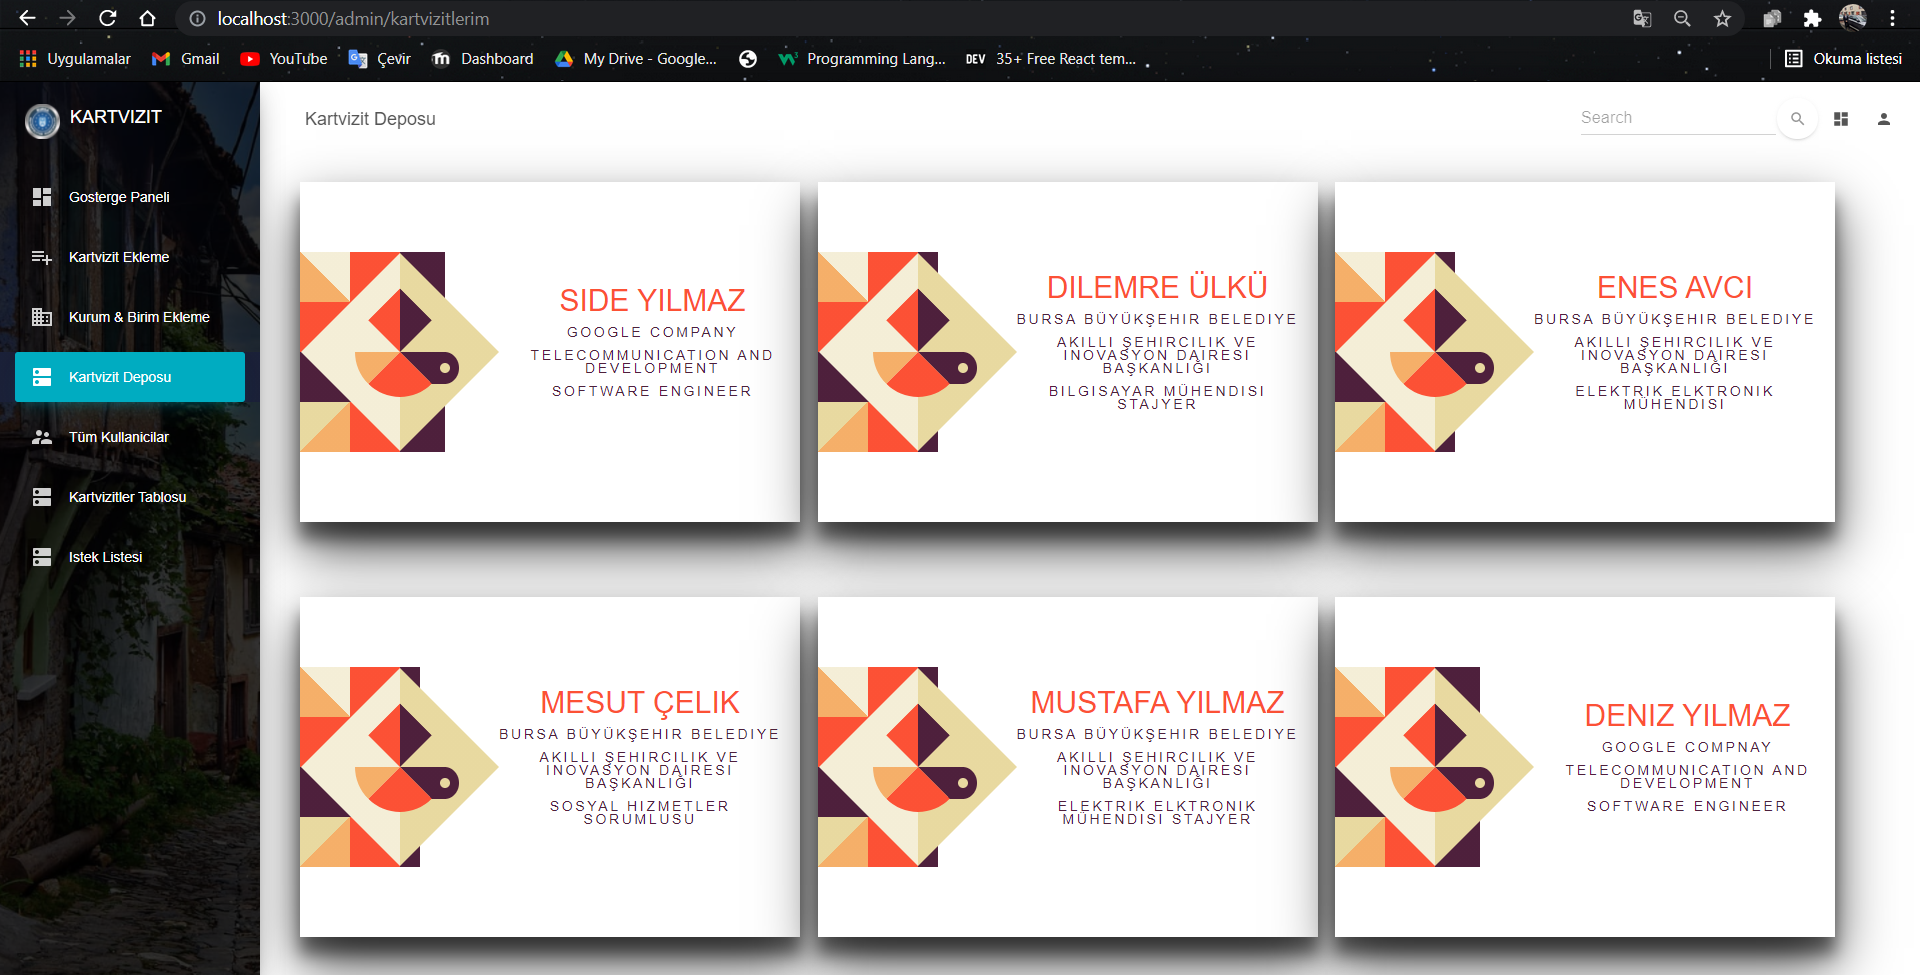 localhost:3000/admin/kartvizitlerim
Uygulamalar
Gmail
YouTube
Çevir
Dashboard
My Drive - Google...
Programming Lang...
DEV
35+ Free React tem...
Okuma listesi
KARTVIZIT
Gosterge Paneli
Kartvizit Ekleme
Kurum & Birim Ekleme
Kartvizit Deposu
Tüm Kullanicilar
Kartvizitler Tablosu
Istek Listesi
Kartvizit Deposu
Search
SIDE YILMAZ
GOOGLE COMPANY
TELECOMMUNICATION AND
DEVELOPMENT
SOFTWARE ENGINEER
DILEMRE ÜLKÜ
BURSA BÜYÜKŞEHIR BELEDIYE
AKILLI ŞEHIRCILIK VE
INOVASYON DAIRESI
BAŞKANLIĞI
BILGISAYAR MÜHENDISI
STAJYER
ENES AVCI
BURSA BÜYÜKŞEHIR BELEDIYE
AKILLI ŞEHIRCILIK VE
INOVASYON DAIRESI
BAŞKANLIĞI
ELEKTRIK ELKTRONIK
MÜHENDISI
MESUT ÇELIK
BURSA BÜYÜKŞEHIR BELEDIYE
AKILLI ŞEHIRCILIK VE
INOVASYON DAIRESI
BAŞKANLIĞI
SOSYAL HIZMETLER
SORUMLUSU
MUSTAFA YILMAZ
BURSA BÜYÜKŞEHIR BELEDIYE
AKILLI ŞEHIRCILIK VE
INOVASYON DAIRESI
BAŞKANLIĞI
ELEKTRIK ELKTRONIK
MÜHENDISI STAJYER
DENIZ YILMAZ
GOOGLE COMPNAY
TELECOMMUNICATION AND
DEVELOPMENT
SOFTWARE ENGINEER